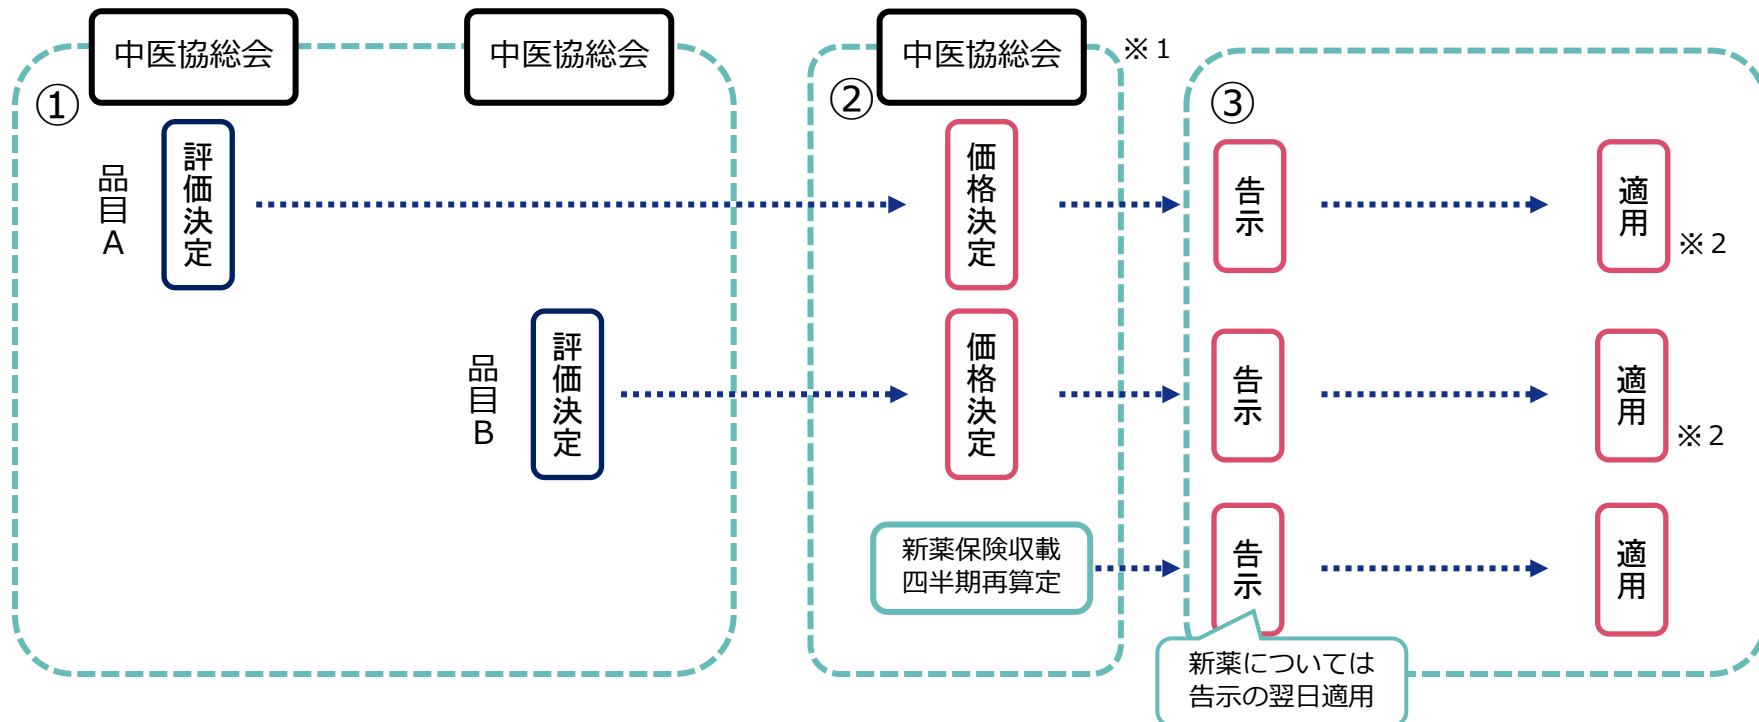 中医協総会
中医協総会
中医協総会
※１
①
②
③
品目A
評価決定
価格決定
告示
適用
※２
品目B
評価決定
価格決定
告示
適用
※２
新薬保険収載
四半期再算定
告示
適用
新薬については
告示の翌日適用